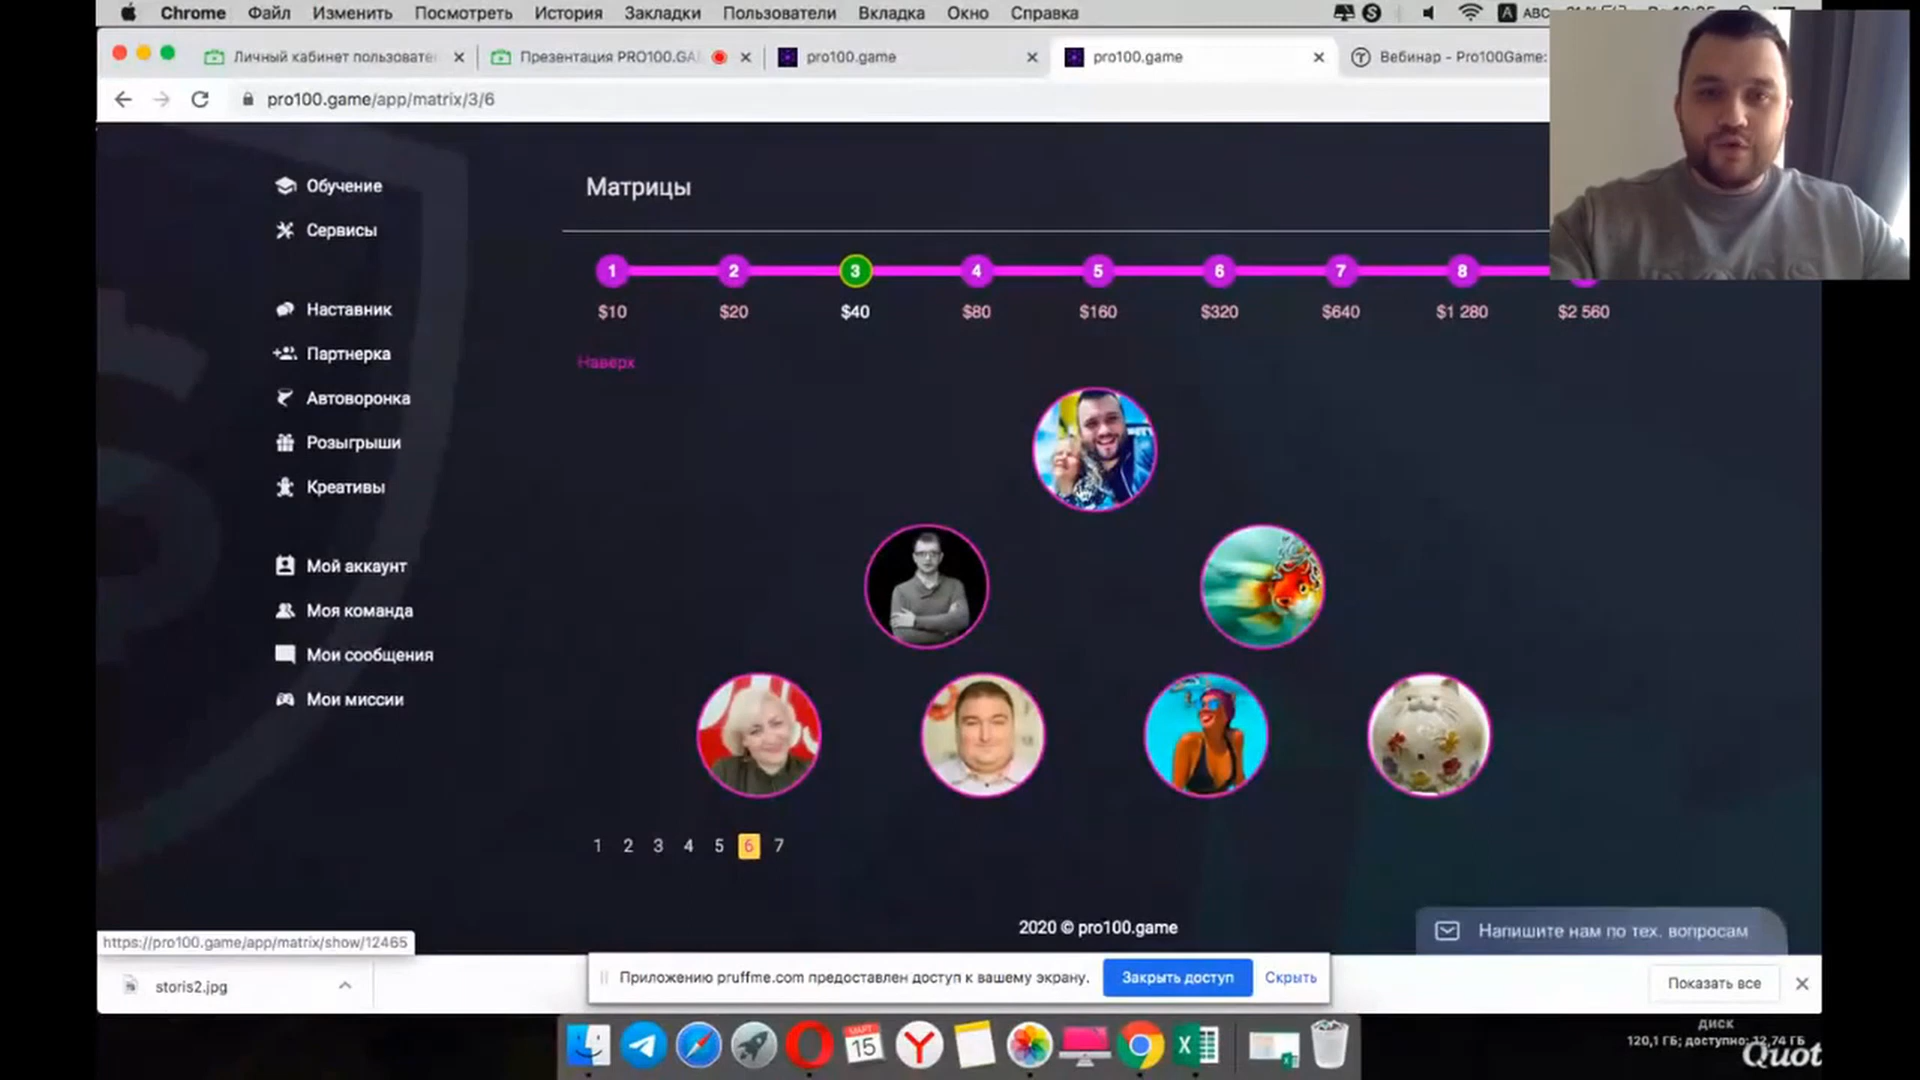 Chrome Файл Изменить Посмотреть История Закладки Пользователи Вкладка Окно Справка
Личный кабинет пользовате
Презентация PRO100.GA
pro100.game
pro100.game
Вебинар - Pro100Game:
pro100.game/app/matrix/3/6
Обучение
Сервисы
Наставник
Партнерка
Автоворонка
Розыгрыши
Креативы
Мой аккаунт
Моя команда
Мои сообщения
Мои миссии
Матрицы
1 2 3 4 5 6 7 8
$10 $20 $40 $80 $160 $320 $640 $1 280 $2 560
Наверх
1 2 3 4 5 6 7
2020 © pro100.game
Напишите нам по тех. вопросам
https://pro100.game/app/matrix/show/12465
storis2.jpg
Приложению pruffme.com предоставлен доступ к вашему экрану.
Закрыть доступ
Скрыть
Показать все
МАРТ
15
диск
120,1 ГБ; доступно:
Quot